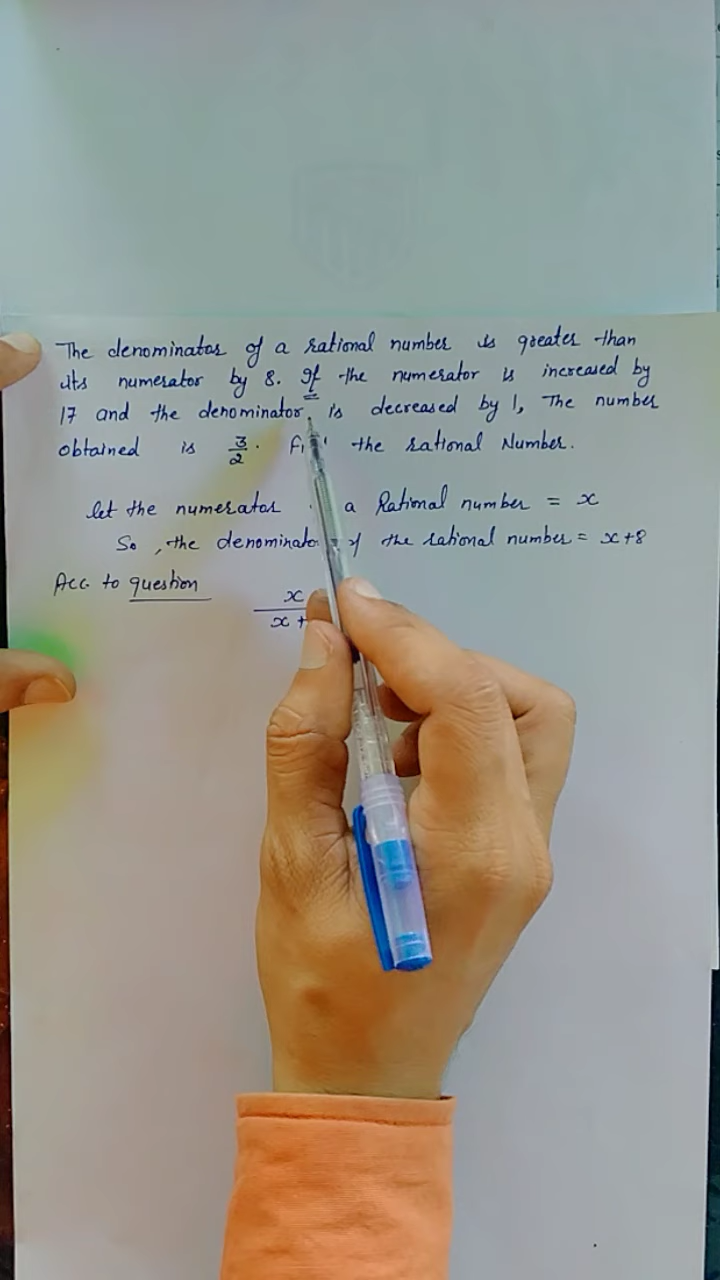 The denominator of a rational number is greater than
its numerator by 8. If the numerator is increased by
17 and the denominator is decreased by 1, The number
obtained is 3/2. the rational Number.
let the numerator a Rational number = x
So, the the rational number = x+8
Acc to question
x
x +